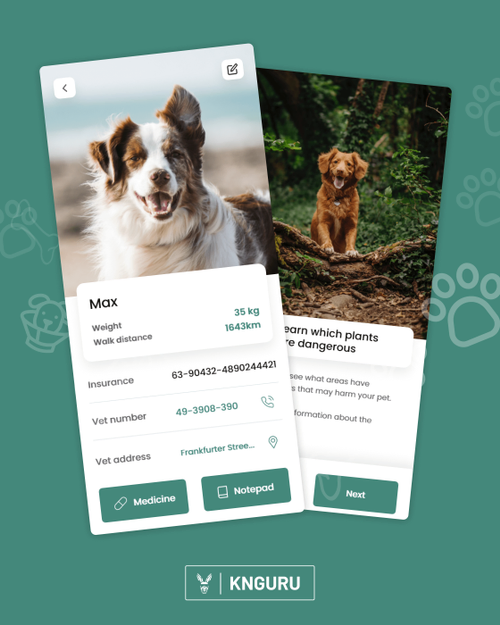 Max
Weight 35 kg
Walk distance 1643km
Insurance 63-90432-4890244421
Vet number 49-3908-390
Vet address Frankfurter Stree...
Medicine Notepad
earn which plants
re dangerous
see what areas have
s that may harm your pet.
formation about the
Next
KNGURU